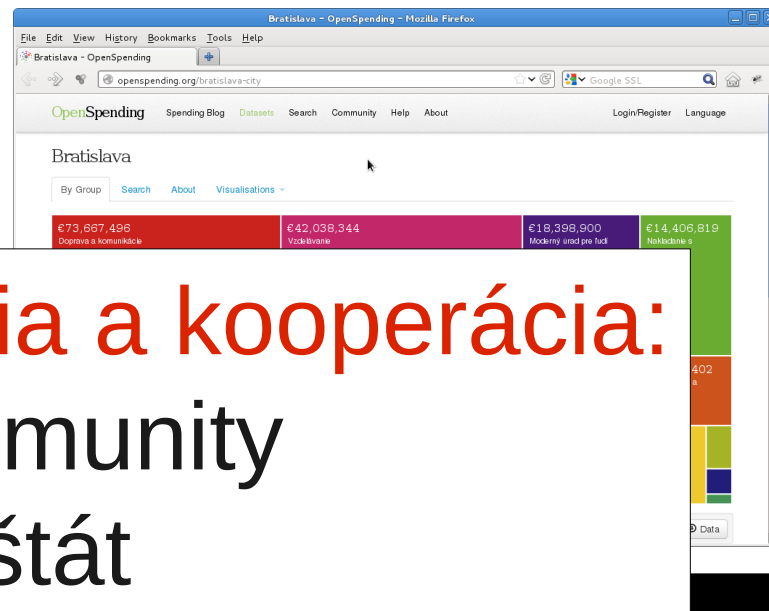 Bratislava - OpenSpending - Mozilla Firefox
File Edit View History Bookmarks Tools Help
Bratislava - OpenSpending
openspending.org/bratislava-city
Google SSL
OpenSpending Spending Blog Datasets Search Community Help About Login/Register Language
Bratislava
By Group Search About Visualisations
€73,667,496 €42,038,344 €18,398,900 €14,406,819
Doprava a komunikácie Vzdelávanie Moderný úrad pre ľudí Nakladanie s
ia a kooperácia:
402
a
munity
štát
Data